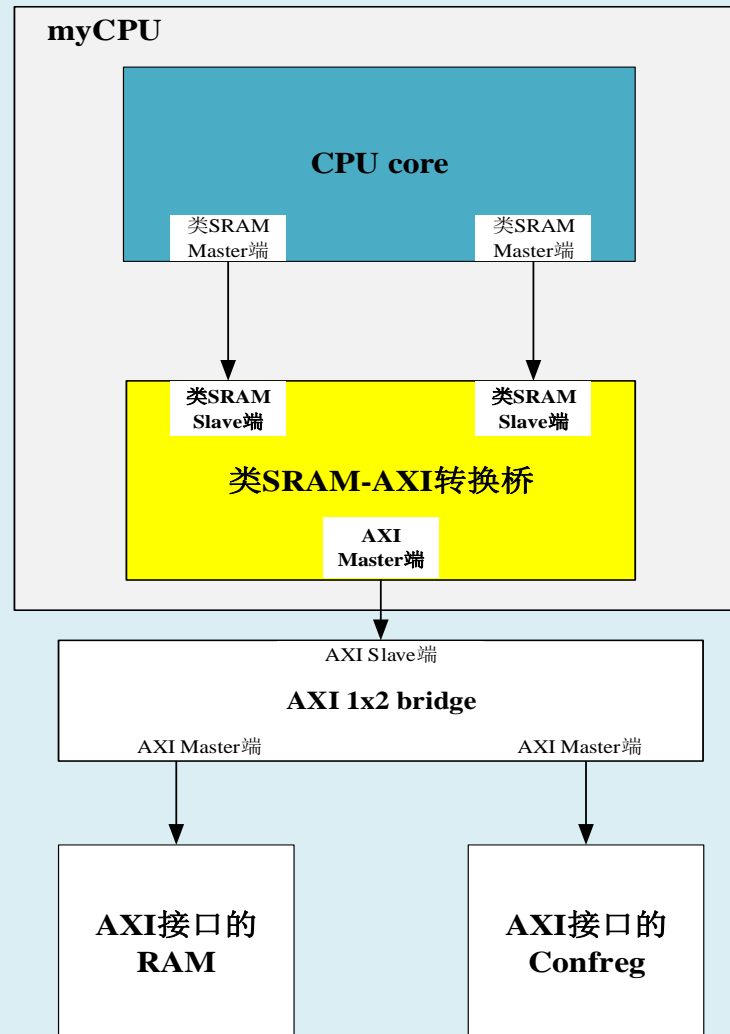 myCPU
CPU core
类SRAM
Master端
类SRAM
Master端
类SRAM
Slave端
类SRAM
Slave端
类SRAM-AXI转换桥
AXI
Master端
AXI Slave端
AXI 1x2 bridge
AXI Master端
AXI Master端
AXI接口的
RAM
AXI接口的
Confreg